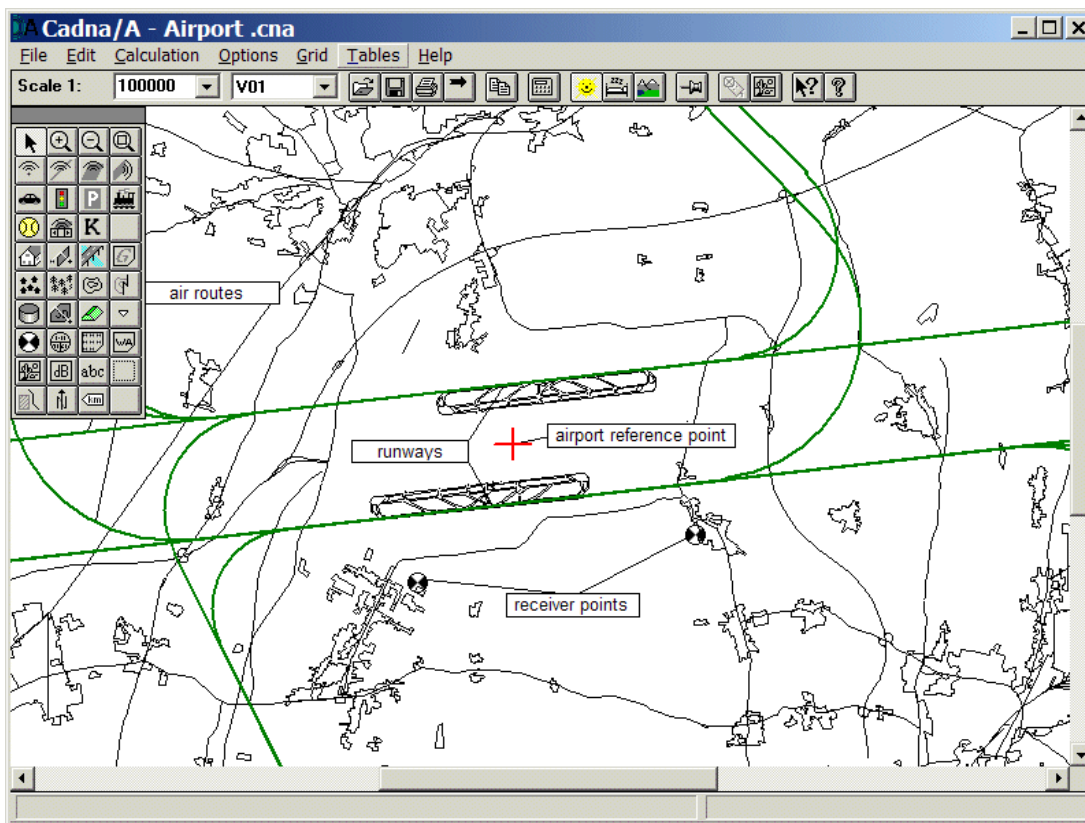 Cadna/A - Airport .cna
File Edit Calculation Options Grid Tables Help
Scale 1: 100000 V01
P
K
air routes
dB abc
km
airport reference point
runways
receiver points